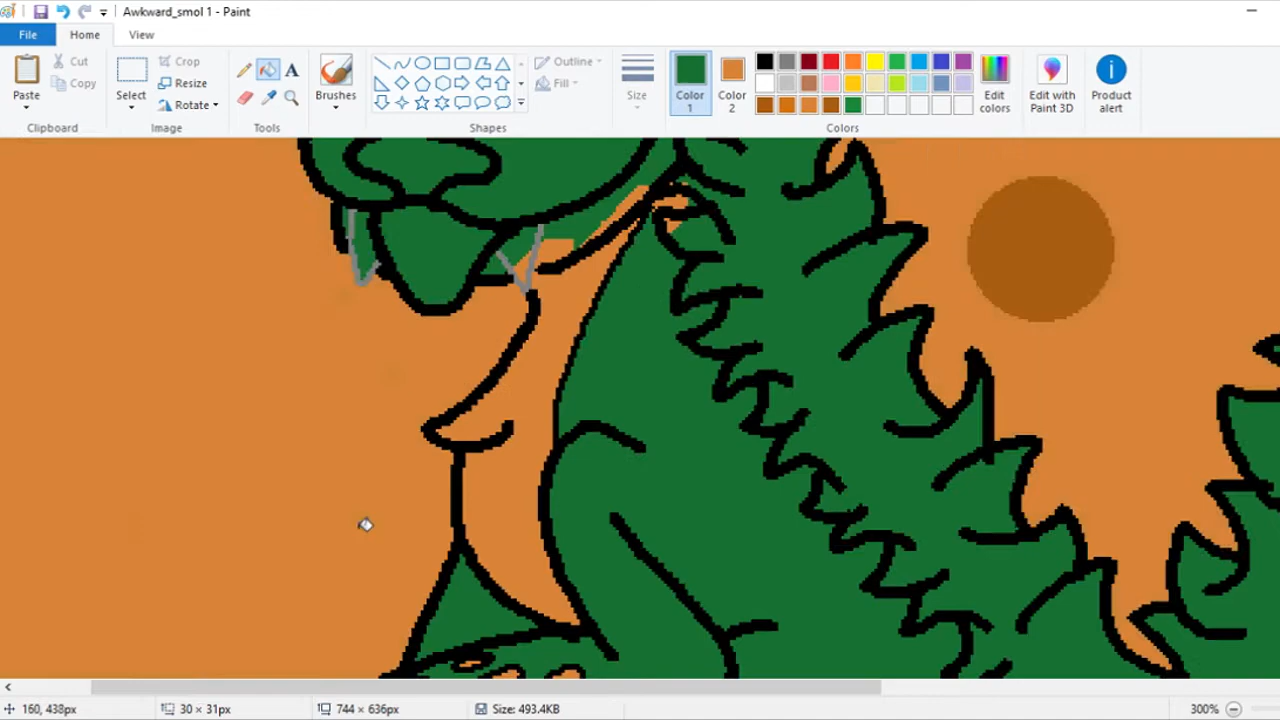 Awkward_smol 1 - Paint
File
Home
View
Paste
Cut
Copy
Clipboard
Select
Crop
Resize
Rotate
Image
A
Tools
Brushes
Outline
Fill
Shapes
Size
Color
1
Color
2
Edit
colors
Colors
Edit with
Paint 3D
Product
alert
160, 438px
30 × 31px
744 × 636px
Size: 493.4KB
300%